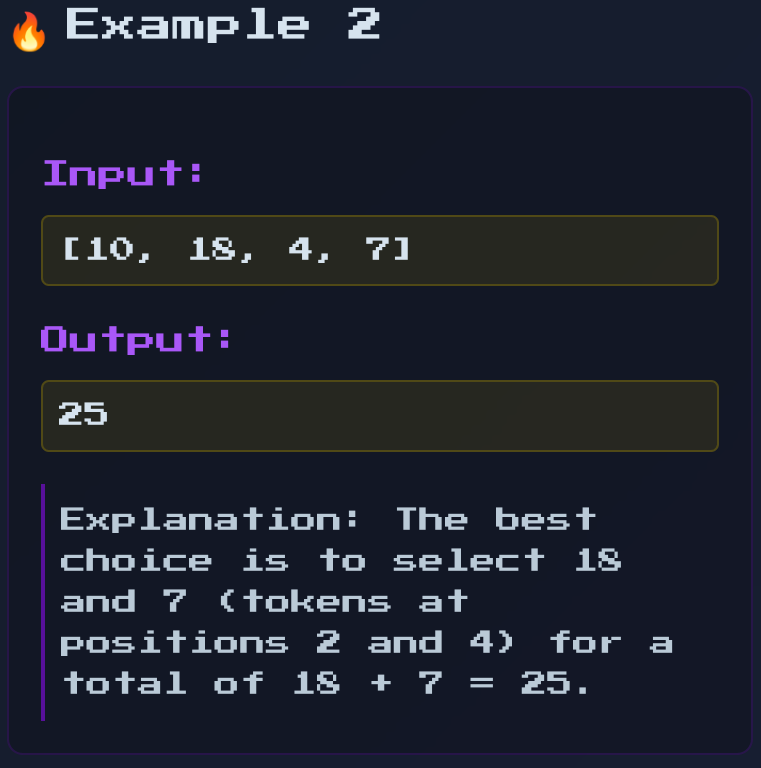 🔥 Example 2
Input:
[10, 18, 4, 7]
Output:
25
Explanation: The best
choice is to select 18
and 7 (tokens at
positions 2 and 4) for a
total of 18 + 7 = 25.